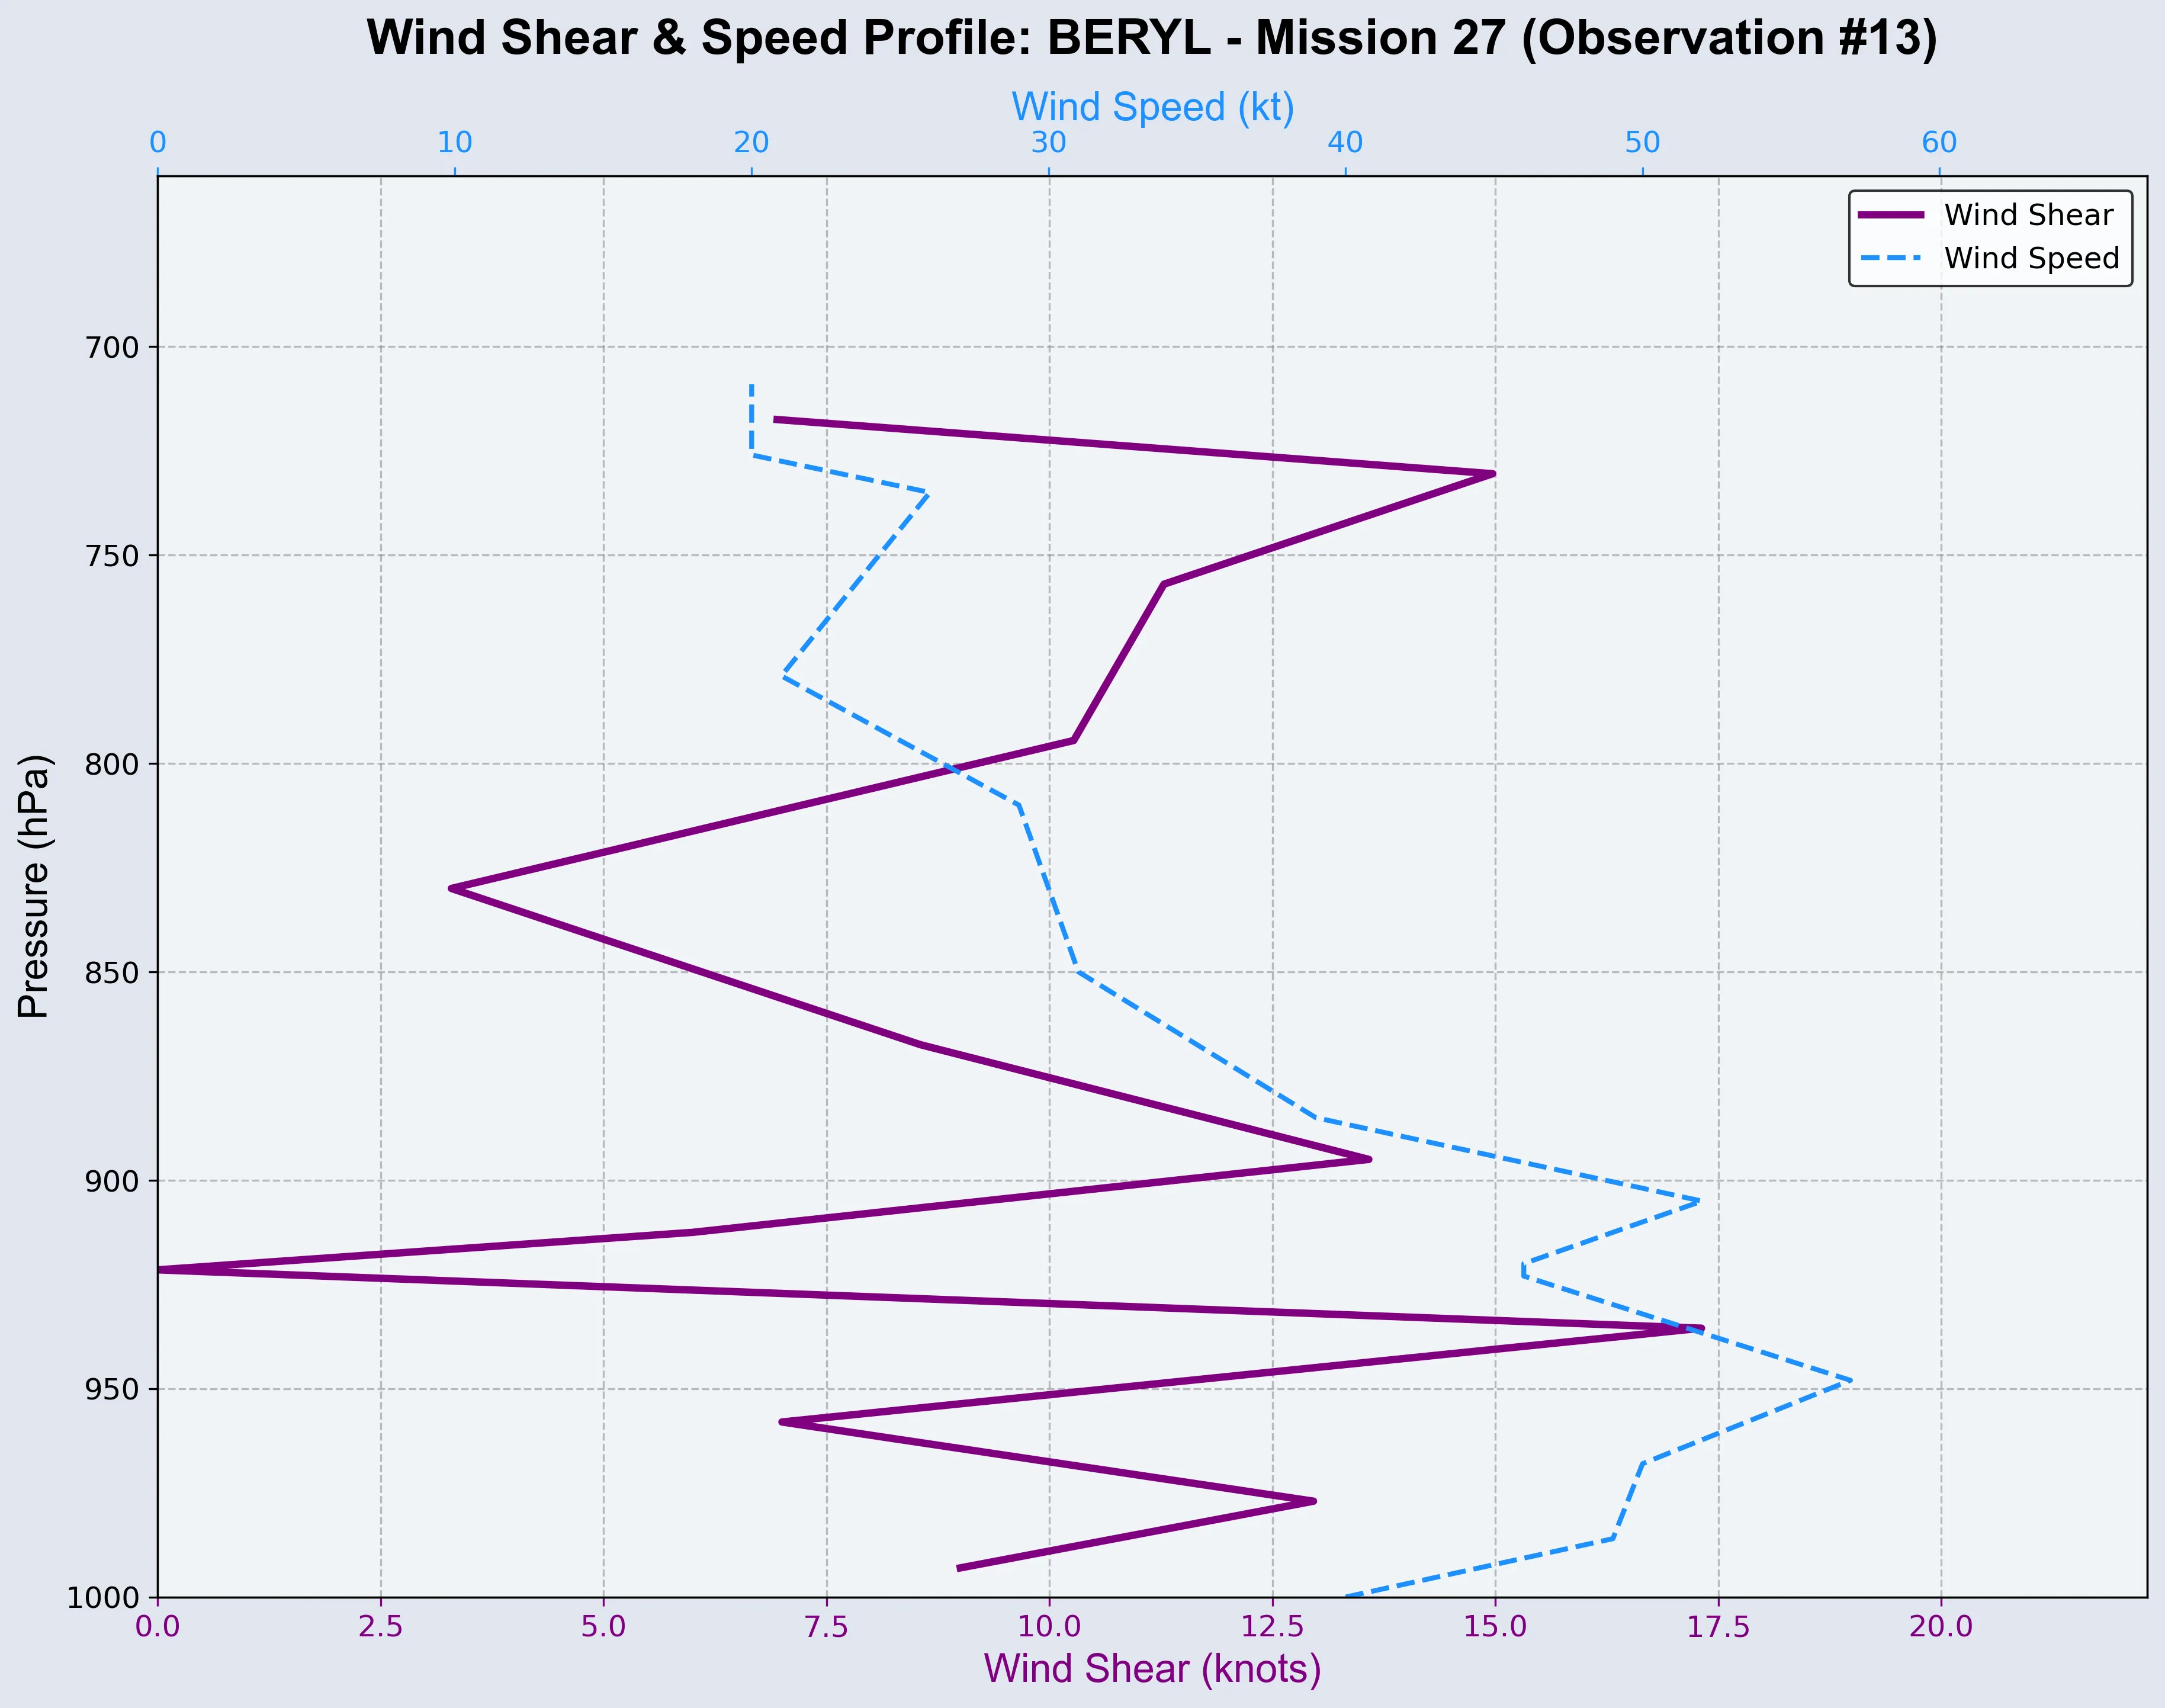 Wind Shear & Speed Profile: BERYL - Mission 27 (Observation #13)
Wind Speed (kt)
0 10 20 30 40 50 60
Wind Shear
Wind Speed
700
750
800
850
900
950
1000
Pressure (hPa)
0.0 2.5 5.0 7.5 10.0 12.5 15.0 17.5 20.0
Wind Shear (knots)